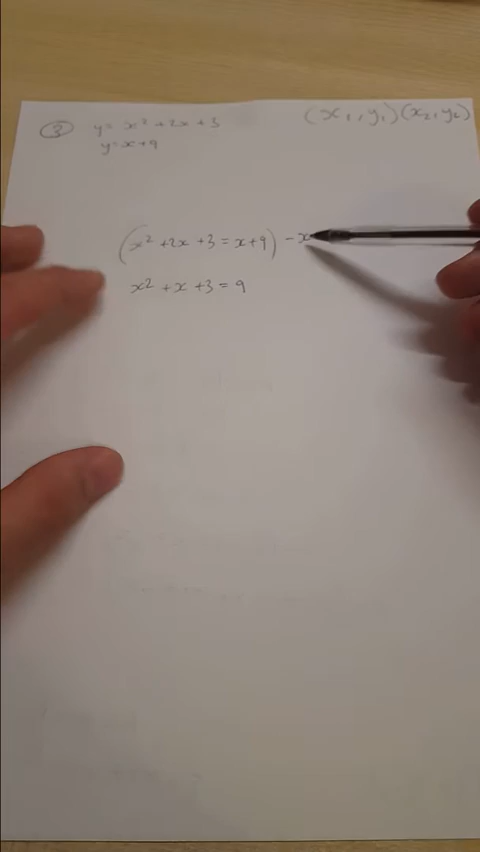 ③ y = x² + 2x + 3 (x₁, y₁)(x₂, y₂)
y = x + 9
(x² + 2x + 3 = x + 9) - x
x² + x + 3 = 9